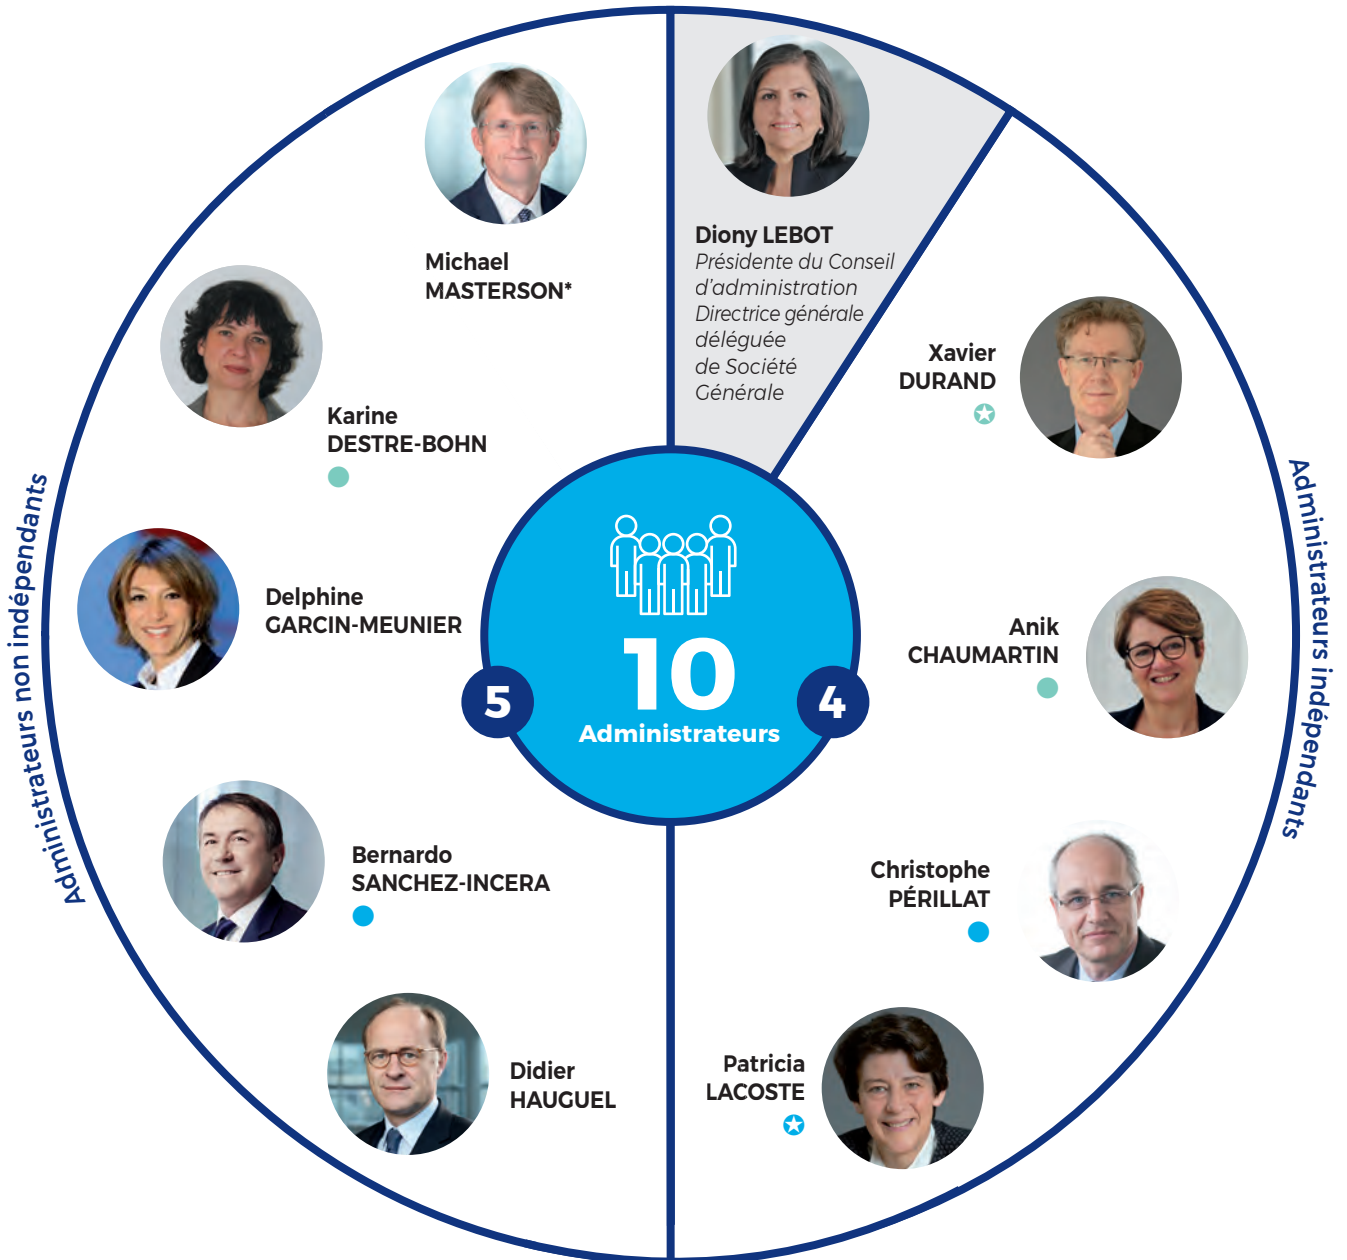 Diony LEBOT
Présidente du Conseil
d'administration
Directrice générale
déléguée
de Société
Générale
Michael
MASTERSON*
Karine
DESTRE-BOHN
Delphine
GARCIN-MEUNIER
Bernardo
SANCHEZ-INCERA
Didier
HAUGUEL
Xavier
DURAND
Anik
CHAUMARTIN
Christophe
PÉRILLAT
Patricia
LACOSTE
10
Administrateurs
5
4
Administrateurs non indépendants
Administrateurs indépendants